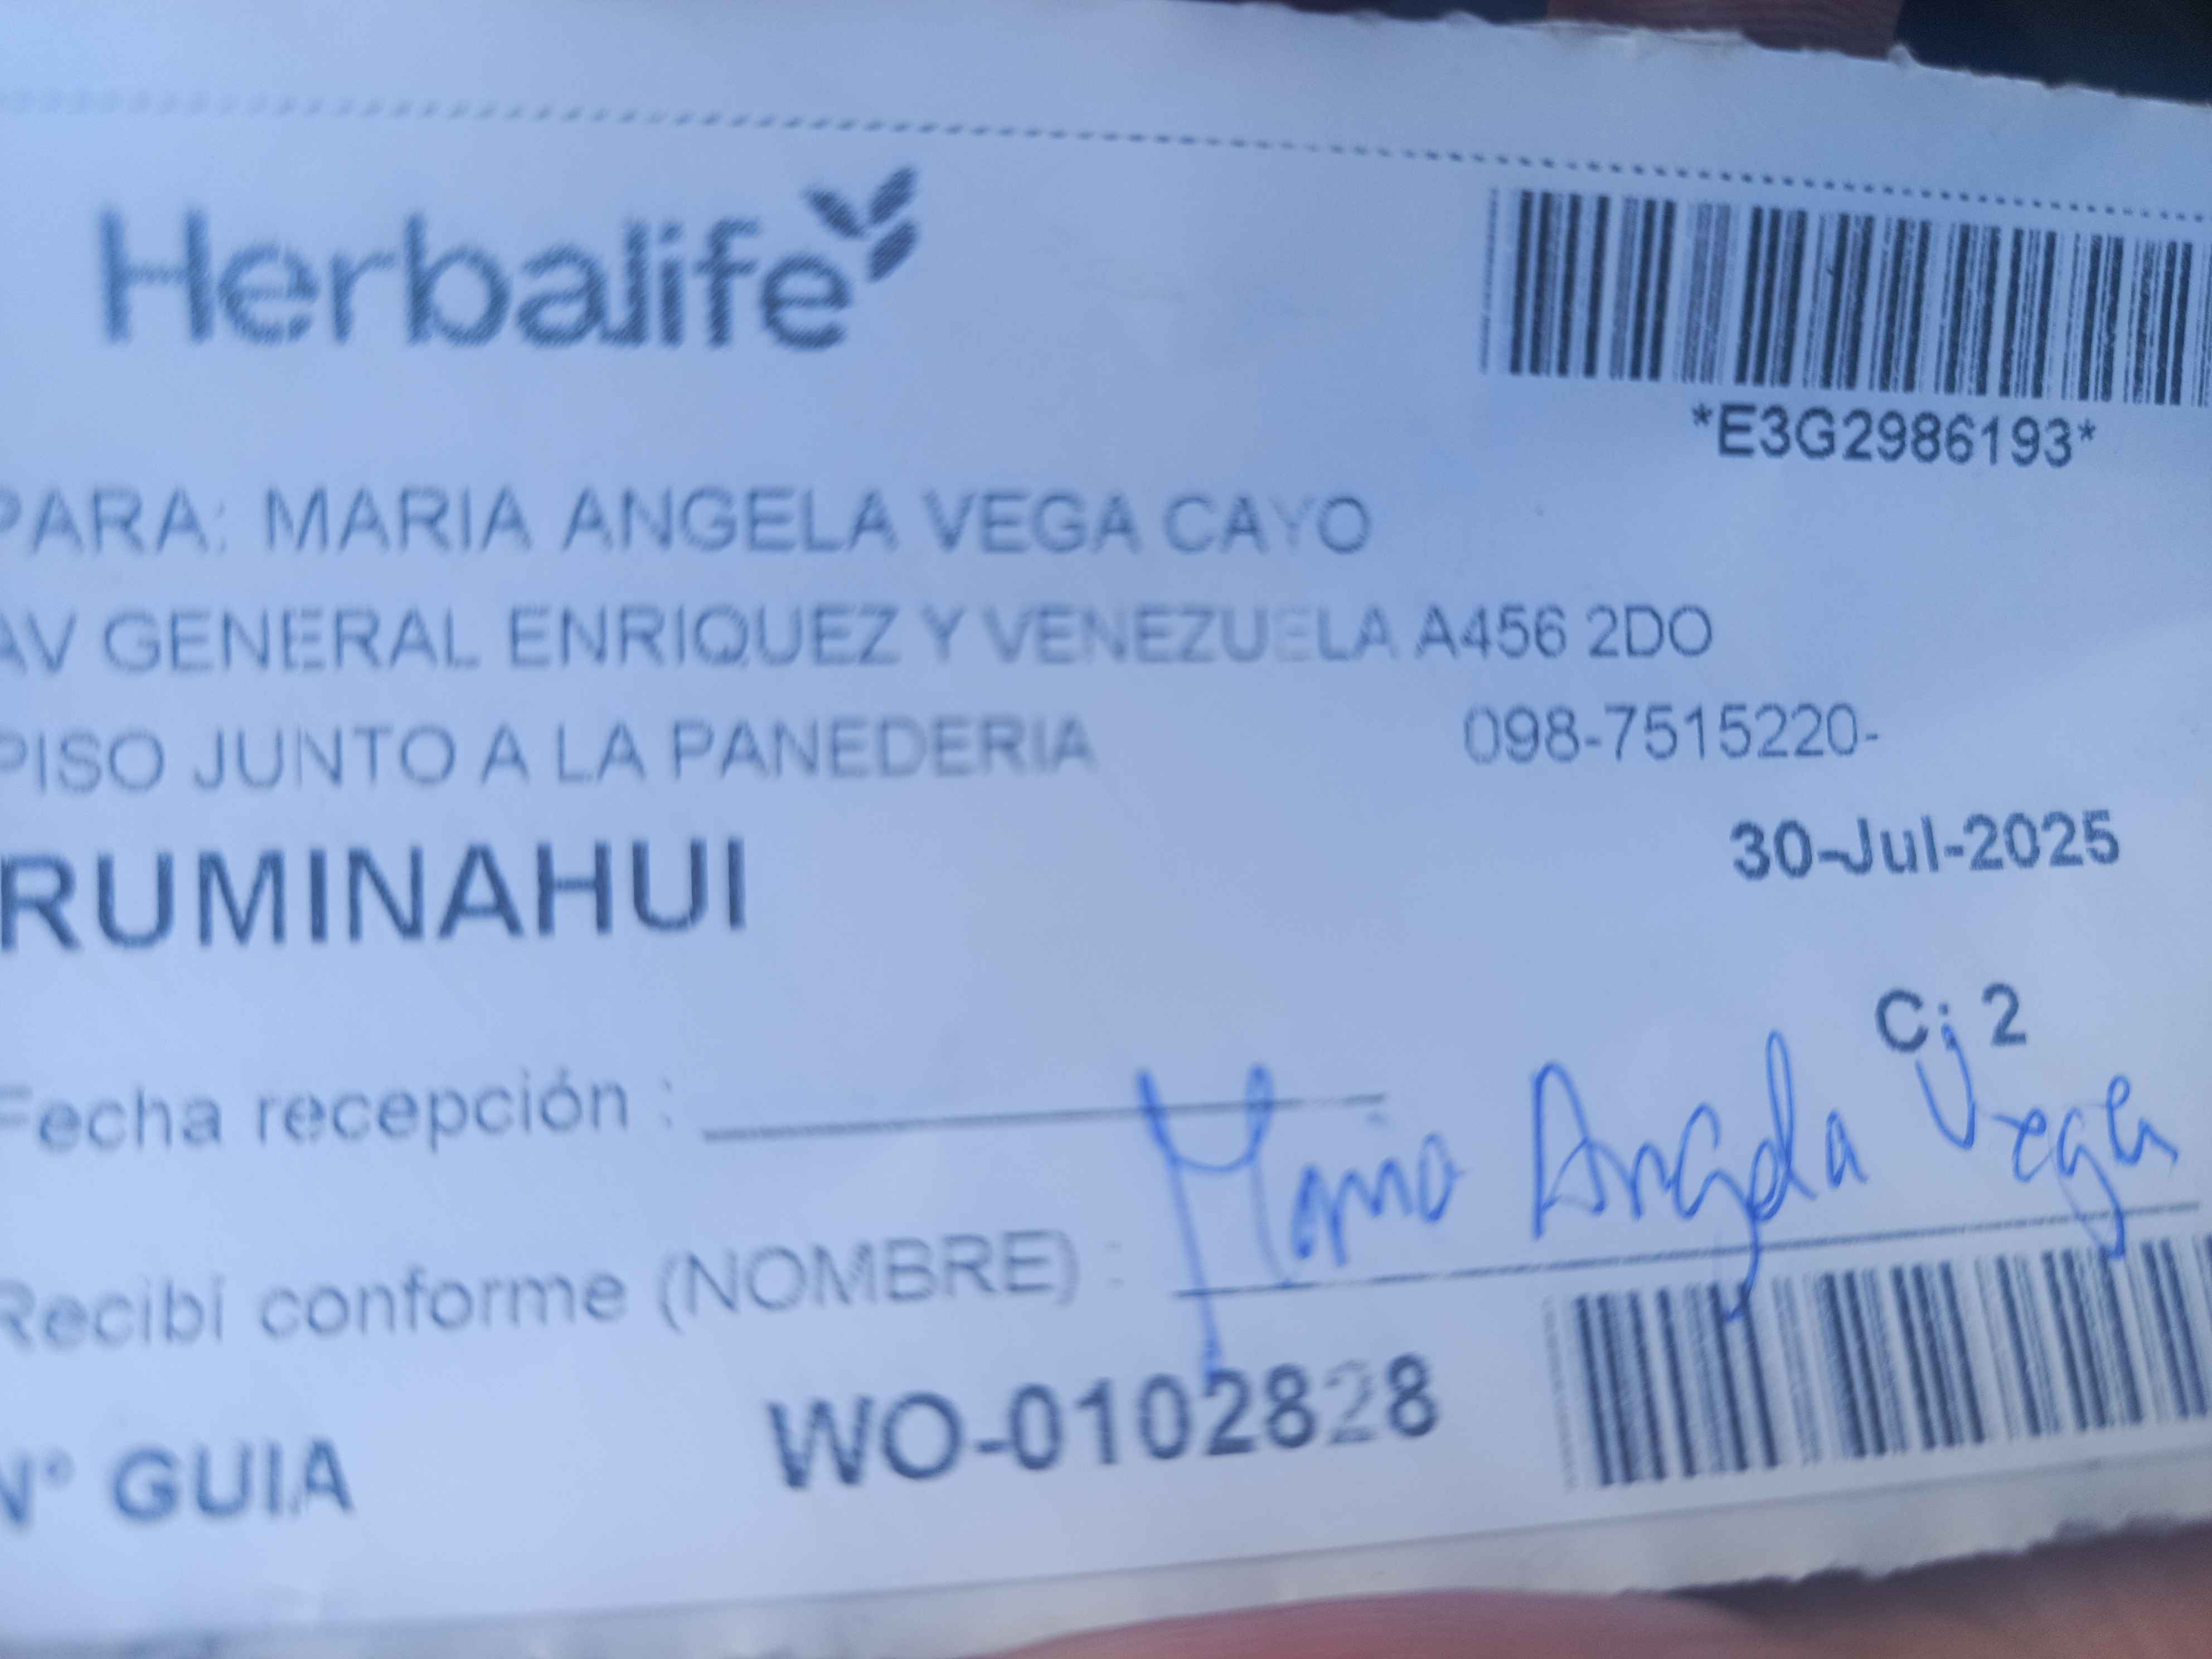 Herbalife
*E3G2986193*
PARA: MARIA ANGELA VEGA CAYO
AV GENERAL ENRIQUEZ Y VENEZUELA A456 2DO
PISO JUNTO A LA PANEDERIA 098-7515220-
30-Jul-2025
RUMINAHUI
C: 2
Fecha recepción :
Recibí conforme (NOMBRE) : Maria Angela Vega
N° GUIA WO-0102828